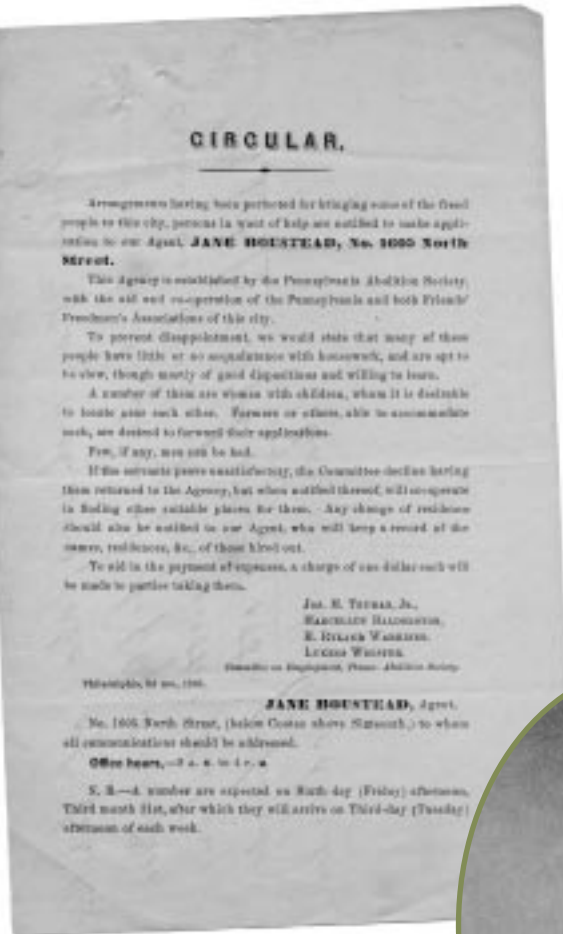 CIRCULAR.
Arrangements having been perfected for bringing some of the freed
people to this city, persons in want of help are notified to make appli-
cation to our Agent, JANE BOUSTEAD, No. 1605 North
Street.
This Agency is established by the Pennsylvania Abolition Society,
with the aid and co-operation of the Pennsylvania and both Friends'
Freedmen's Associations of this city.
To prevent disappointment, we would state that many of these
people have little or no acquaintance with housework, and are apt to
be slow, though mostly of good dispositions and willing to learn.
A number of them are women with children, whom it is desirable
to locate near each other. Farmers or others, able to accommodate
such, are desired to forward their applications.
Few, if any, men can be had.
If the servants prove unsatisfactory, the Committee decline having
them returned to the Agency, but when notified thereof, will co-operate
in finding other suitable places for them. Any change of residence
should also be notified to our Agent, who will keep a record of the
names, residences, &c., of those hired out.
To aid in the payment of expenses, a charge of one dollar each will
be made to parties taking them.
Jos. M. Truman, Jr.,
Committee on Employment, Penna. Abolition Society.
Philadelphia,
JANE BOUSTEAD, Agent.
No. 1605 North Street, (below Coates above Sixteenth,) to whom
all communications should be addressed.
Office hours,
N. B.—A number are expected on Sixth day (Friday) afternoon,
Third month 31st, after which they will arrive on Third-day (Tuesday)
afternoon of each week.